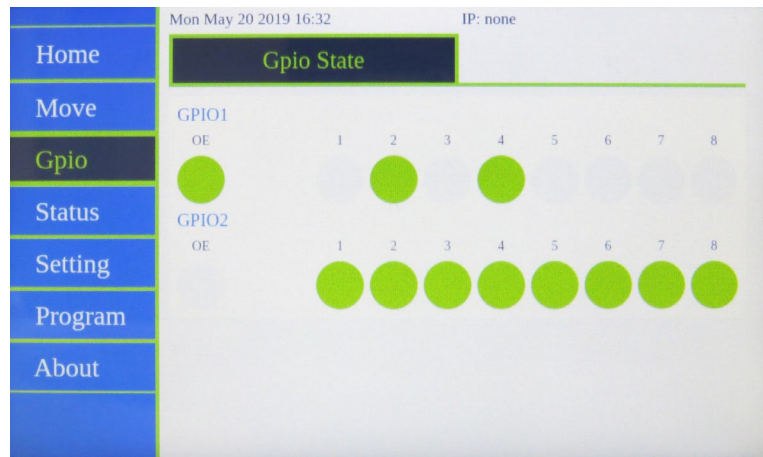 Mon May 20 2019 16:32 IP: none
Home
Move
Gpio
Status
Setting
Program
About
Gpio State
GPIO1
OE 1 2 3 4 5 6 7 8
GPIO2
OE 1 2 3 4 5 6 7 8